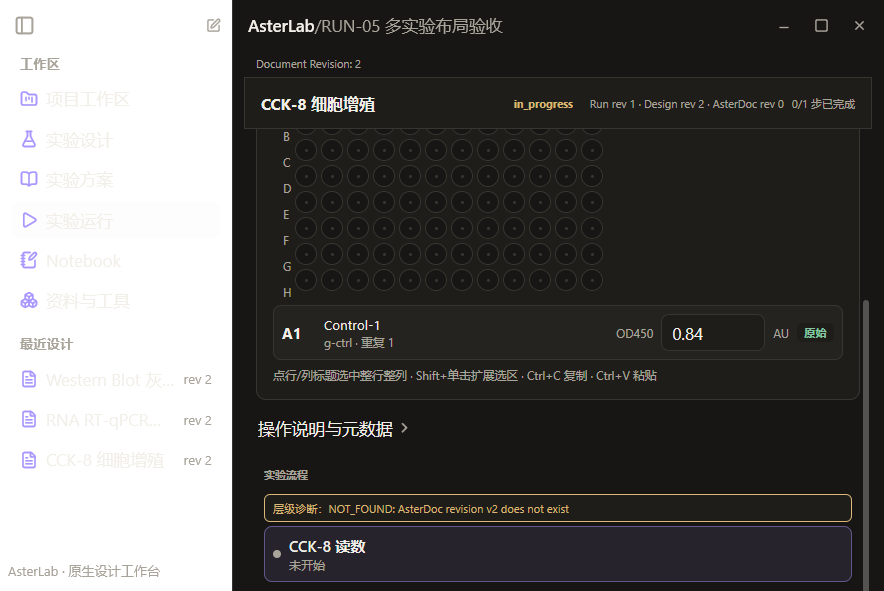 工作区
项目工作区
实验设计
实验方案
实验运行
Notebook
资料与工具
最近设计
Western Blot 灰... rev 2
RNA RT-qPCR... rev 2
CCK-8 细胞增殖 rev 2
AsterLab · 原生设计工作台
AsterLab/RUN-05 多实验布局验收
Document Revision: 2
CCK-8 细胞增殖 in_progress Run rev 1 · Design rev 2 · AsterDoc rev 0 0/1 步已完成
B
C
D
E
F
G
H
A1 Control-1 OD450 0.84 AU 原始
g-ctrl · 重复 1
点行/列标题选中整行整列 · Shift+单击扩展选区 · Ctrl+C 复制 · Ctrl+V 粘贴
操作说明与元数据
实验流程
层级诊断：NOT_FOUND: AsterDoc revision v2 does not exist
CCK-8 读数
未开始